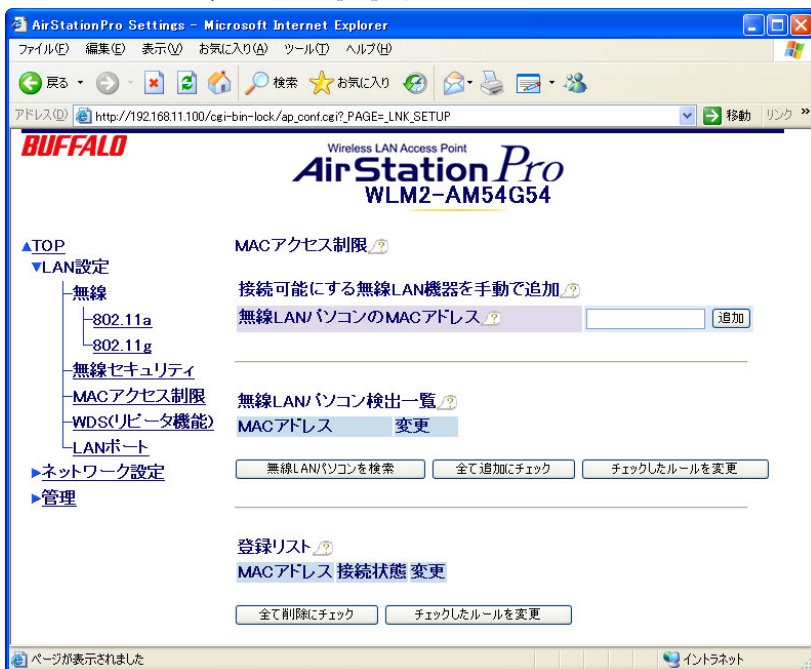 AirStationPro Settings - Microsoft Internet Explorer
ファイル(F) 編集(E) 表示(V) お気に入り(A) ツール(T) ヘルプ(H)
戻る 検索 お気に入り
アドレス(D) http://192.168.11.100/cgi-bin-lock/ap_conf.cgi?_PAGE=_LNK_SETUP 移動 リンク »
BUFFALO
Wireless LAN Access Point
AirStation Pro
WLM2-AM54G54
▲TOP
▼LAN設定
無線
802.11a
802.11g
無線セキュリティ
MACアクセス制限
WDS(リピータ機能)
LANポート
▶ネットワーク設定
▶管理
MACアクセス制限 ?
接続可能にする無線LAN機器を手動で追加 ?
無線LANパソコンのMACアドレス ? 追加
無線LANパソコン検出一覧 ?
MACアドレス 変更
無線LANパソコンを検索 全て追加にチェック チェックしたルールを変更
登録リスト ?
MACアドレス 接続状態 変更
全て削除にチェック チェックしたルールを変更
ページが表示されました イントラネット